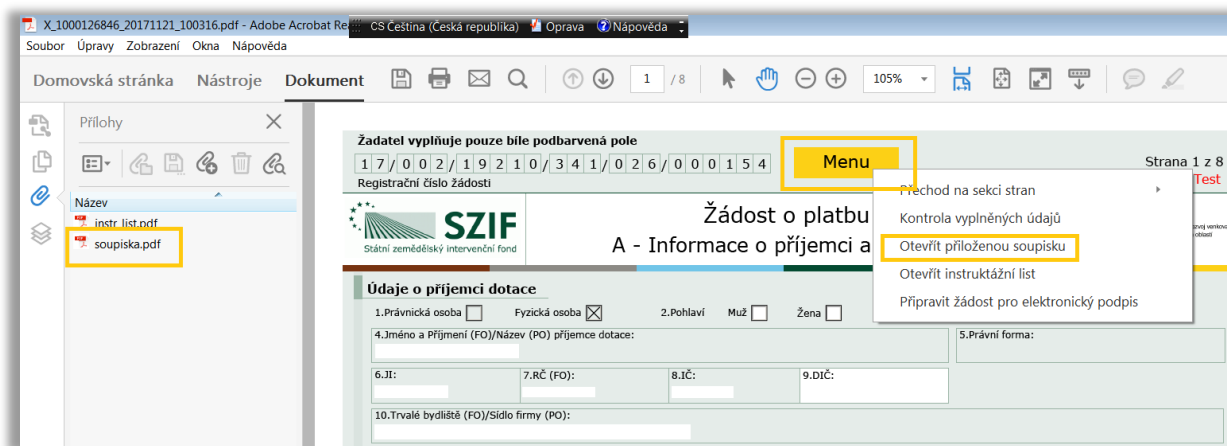 X_1000126846_20171121_100316.pdf - Adobe Acrobat Re
CS Čeština (Česká republika) Oprava Nápověda
Soubor Úpravy Zobrazení Okna Nápověda
Domovská stránka Nástroje Dokument 1 / 8 105%
Přílohy
Název
instr_list.pdf
soupiska.pdf
Žadatel vyplňuje pouze bíle podbarvená pole
17/002/19210/341/026/000154
Registrační číslo žádosti
Menu
Strana 1 z 8
Test
Přechod na sekci stran
Kontrola vyplněných údajů
Otevřít přiloženou soupisku
Otevřít instruktážní list
Připravit žádost pro elektronický podpis
SZIF
Státní zemědělský intervenční fond
Žádost o platbu
A - Informace o příjemci a
Údaje o příjemci dotace
1.Právnická osoba Fyzická osoba 2.Pohlaví Muž Žena
4.Jméno a Příjmení (FO)/Název (PO) příjemce dotace: 5.Právní forma:
6.JI: 7.RČ (FO): 8.IČ: 9.DIČ:
10.Trvalé bydliště (FO)/Sídlo firmy (PO):